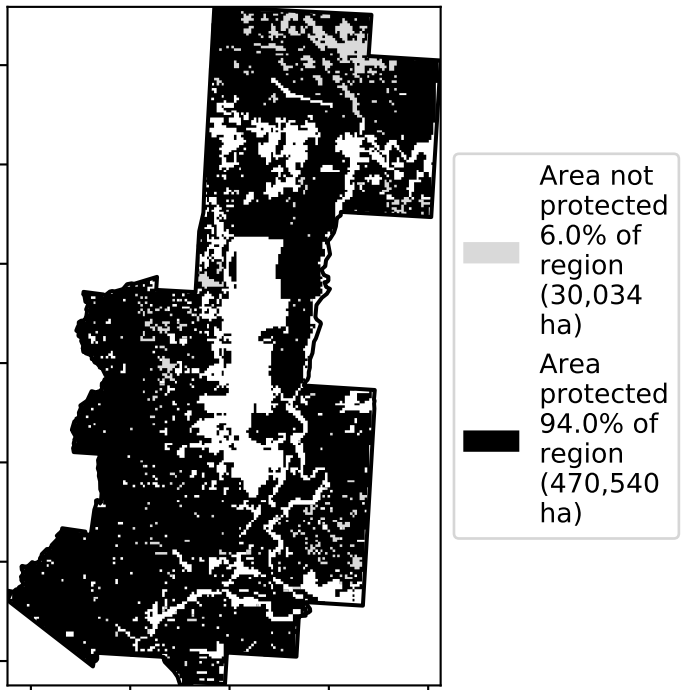 Area not
protected
6.0% of
region
(30,034
ha)
Area
protected
94.0% of
region
(470,540
ha)